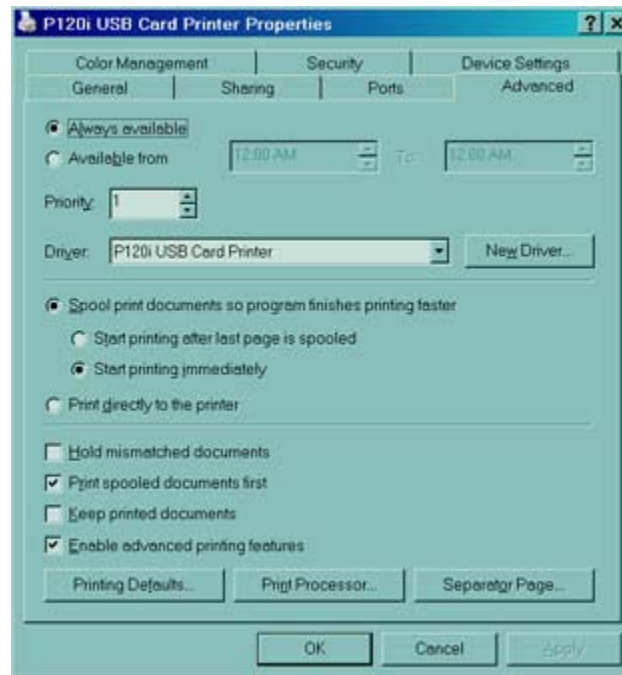 P120i USB Card Printer Properties
Color Management Security Device Settings
General Sharing Ports Advanced
Always available
Available from 12:00 AM To 12:00 AM
Priority: 1
Driver: P120i USB Card Printer New Driver...
Spool print documents so program finishes printing faster
Start printing after last page is spooled
Start printing immediately
Print directly to the printer
Hold mismatched documents
Print spooled documents first
Keep printed documents
Enable advanced printing features
Printing Defaults... Print Processor... Separator Page...
OK Cancel Apply